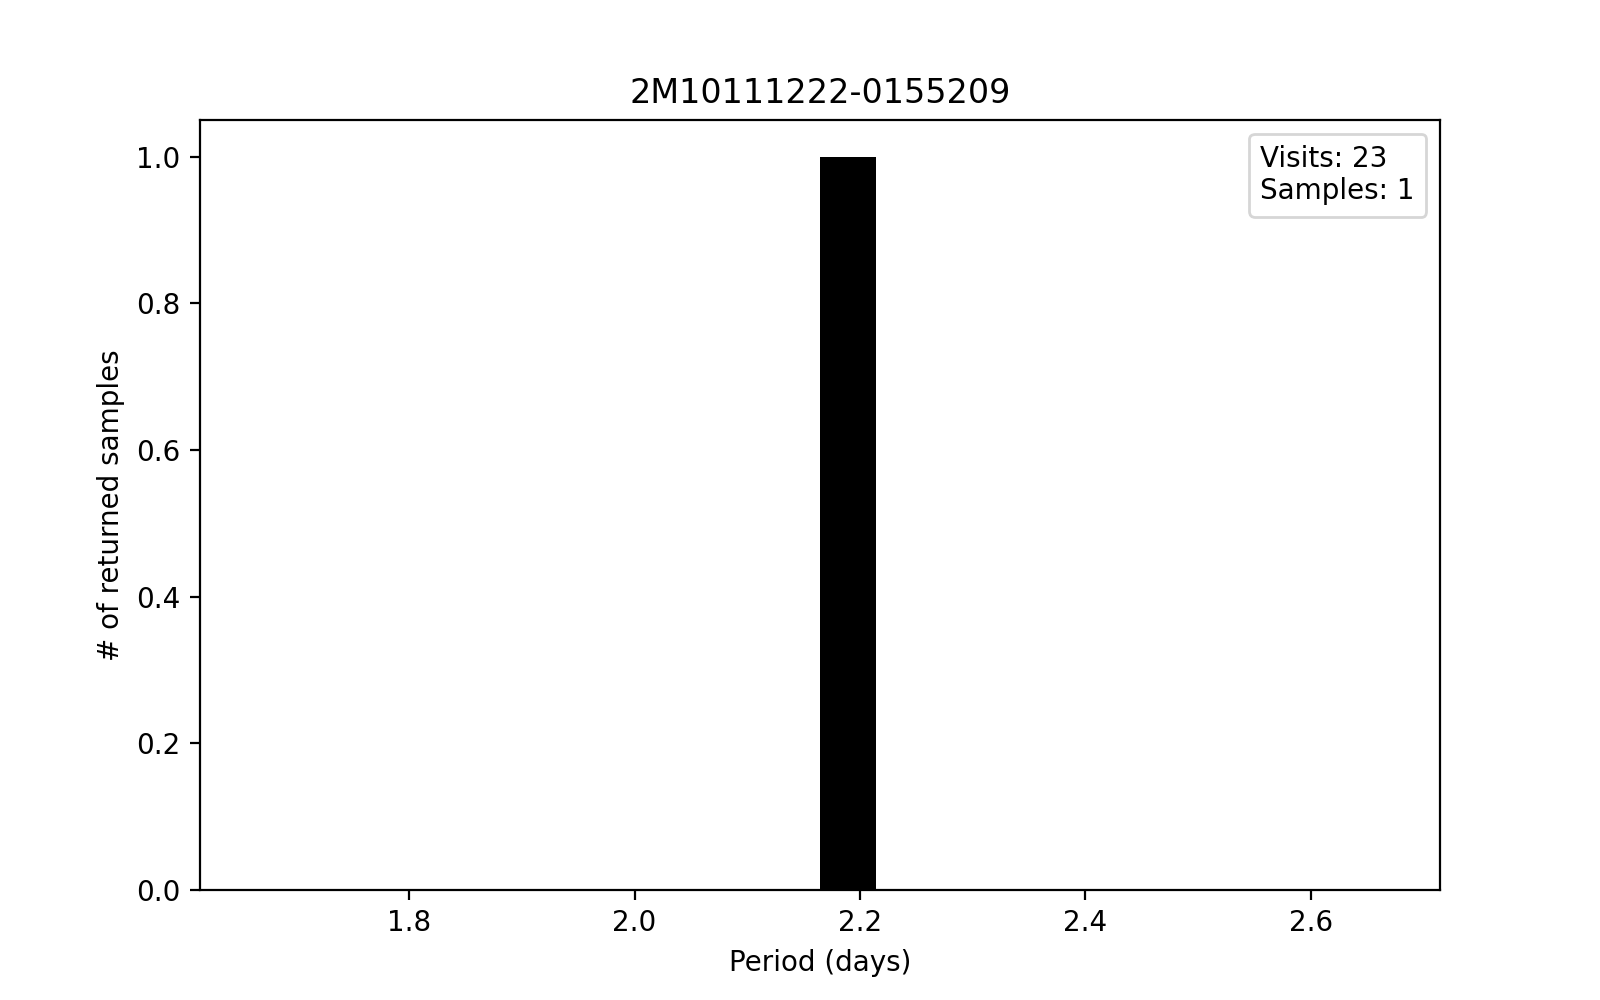 2M10111222-0155209
Visits: 23
Samples: 1
# of returned samples
1.0
0.8
0.6
0.4
0.2
0.0
1.8 2.0 2.2 2.4 2.6
Period (days)